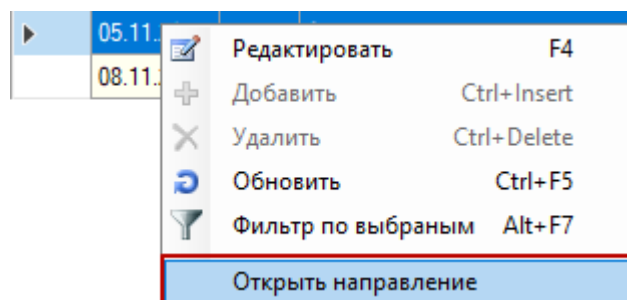 05.11.
Редактировать F4
08.11.
Добавить Ctrl+Insert
Удалить Ctrl+Delete
Обновить Ctrl+F5
Фильтр по выбраным Alt+F7
Открыть направление